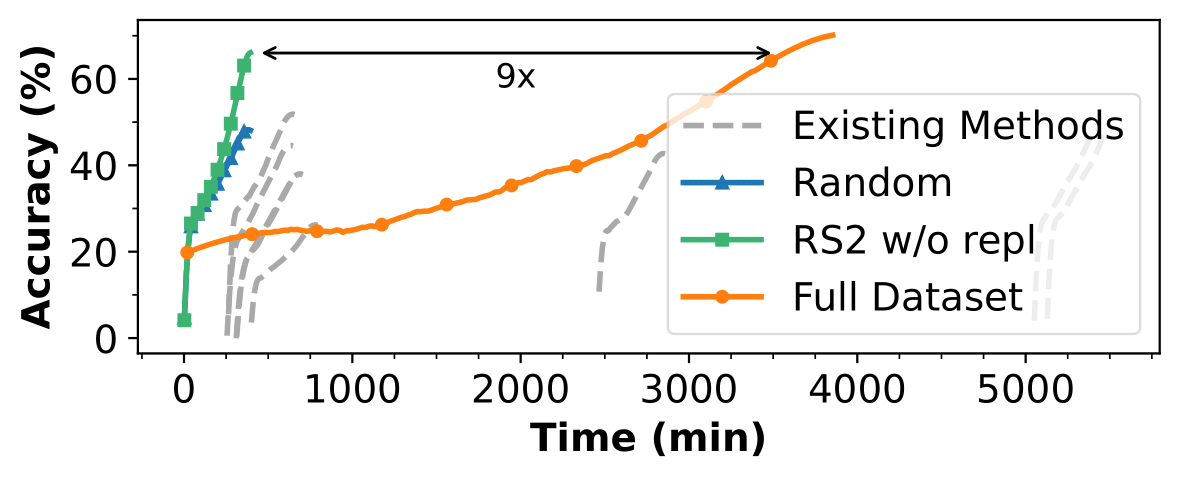 9x
Existing Methods
Random
RS2 w/o repl
Full Dataset
Accuracy (%)
60
40
20
0
0 1000 2000 3000 4000 5000
Time (min)